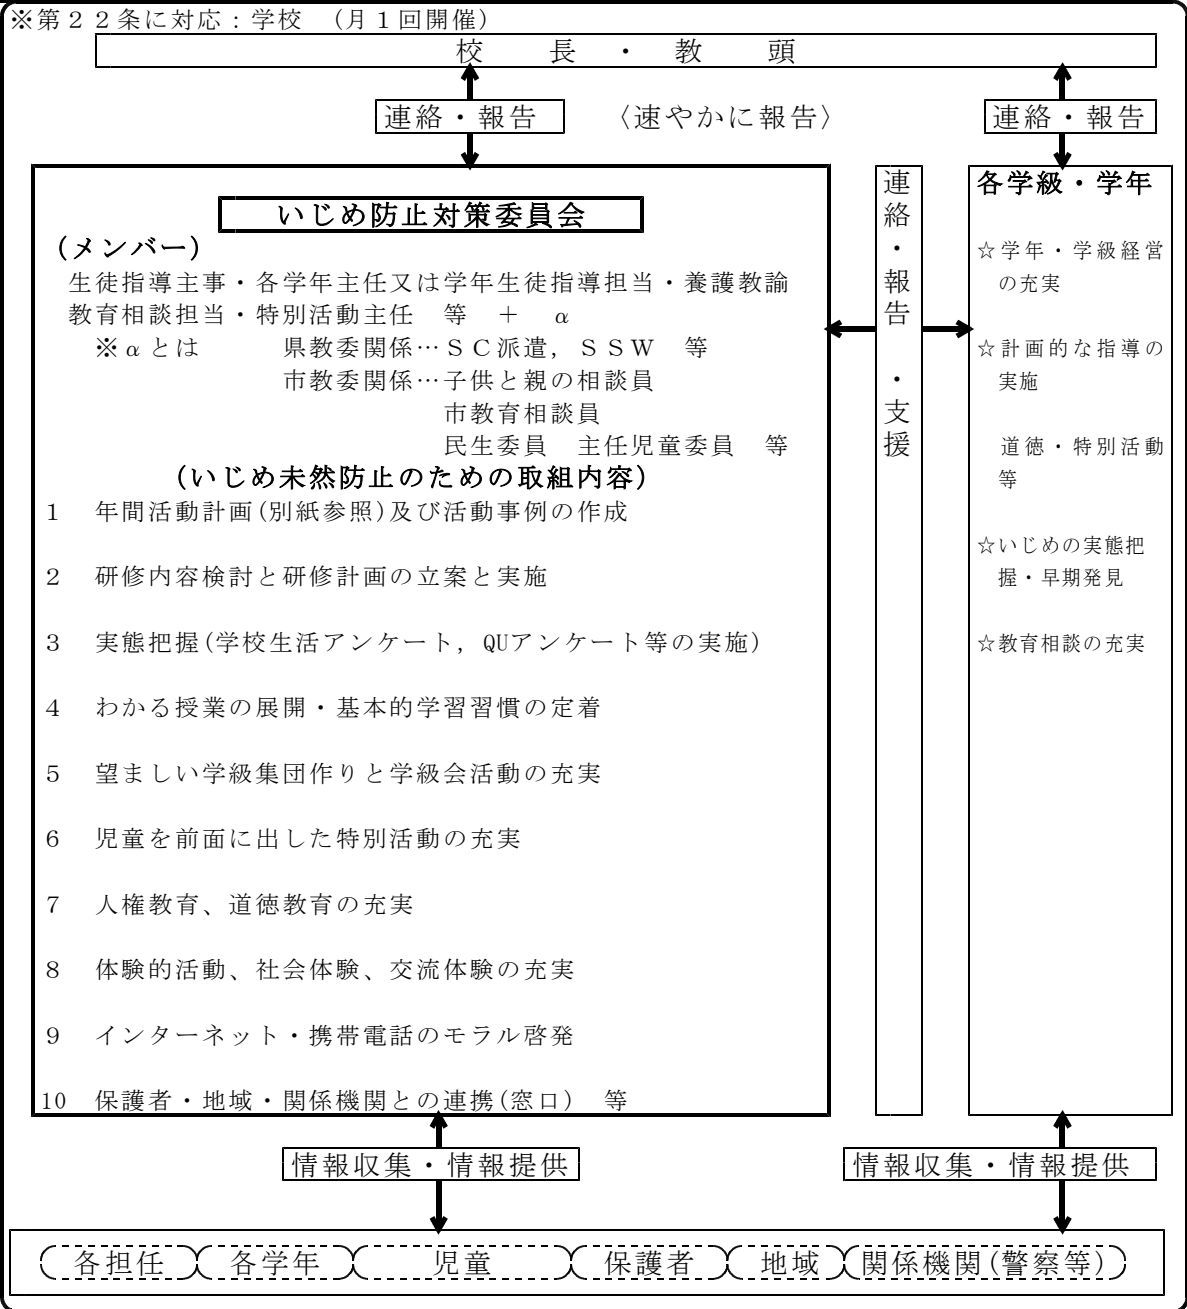 ※第２２条に対応：学校　（月１回開催）
校　長　・　教　頭
連絡・報告
〈速やかに報告〉
連絡・報告
いじめ防止対策委員会
（メンバー）
生徒指導主事・各学年主任又は学年生徒指導担当・養護教諭
教育相談担当・特別活動主任　等　＋　α
※αとは　　　県教委関係…ＳＣ派遣，ＳＳＷ　等
市教委関係…子供と親の相談員
市教育相談員
民生委員　主任児童委員　等
（いじめ未然防止のための取組内容）
1　年間活動計画(別紙参照)及び活動事例の作成
2　研修内容検討と研修計画の立案と実施
3　実態把握(学校生活アンケート，QUアンケート等の実施)
4　わかる授業の展開・基本的学習習慣の定着
5　望ましい学級集団作りと学級会活動の充実
6　児童を前面に出した特別活動の充実
7　人権教育、道徳教育の充実
8　体験的活動、社会体験、交流体験の充実
9　インターネット・携帯電話のモラル啓発
10　保護者・地域・関係機関との連携(窓口)　等
連絡・報告・支援
各学級・学年
☆学年・学級経営
の充実
☆計画的な指導の
実施
道徳・特別活動
等
☆いじめの実態把
握・早期発見
☆教育相談の充実
情報収集・情報提供
情報収集・情報提供
各担任　各学年　児童　保護者　地域　関係機関(警察等)